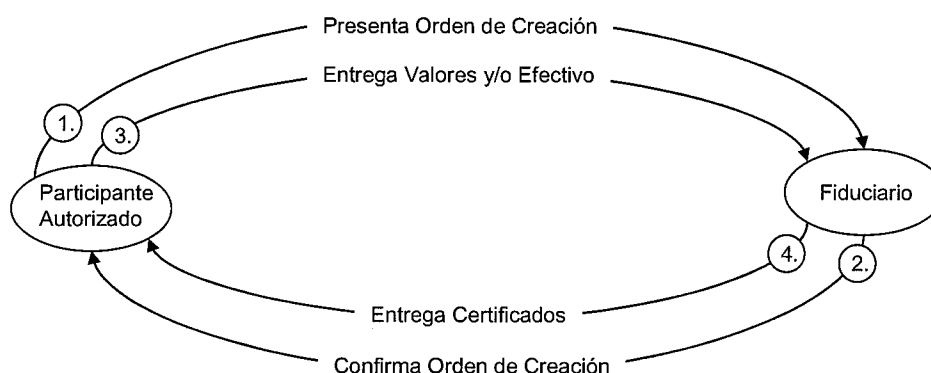 Presenta Orden de Creación
Entrega Valores y/o Efectivo
1.
3.
Participante
Autorizado
Fiduciario
4.
2.
Entrega Certificados
Confirma Orden de Creación